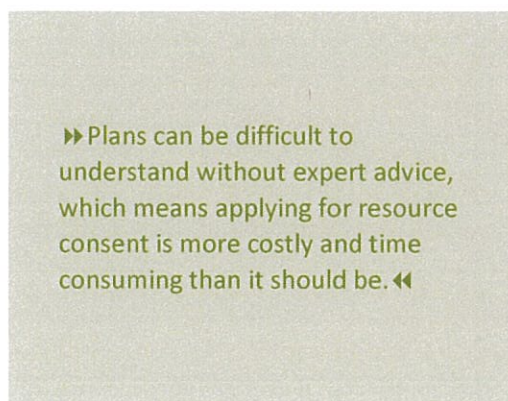 ⏩Plans can be difficult to
understand without expert advice,
which means applying for resource
consent is more costly and time
consuming than it should be.⏪